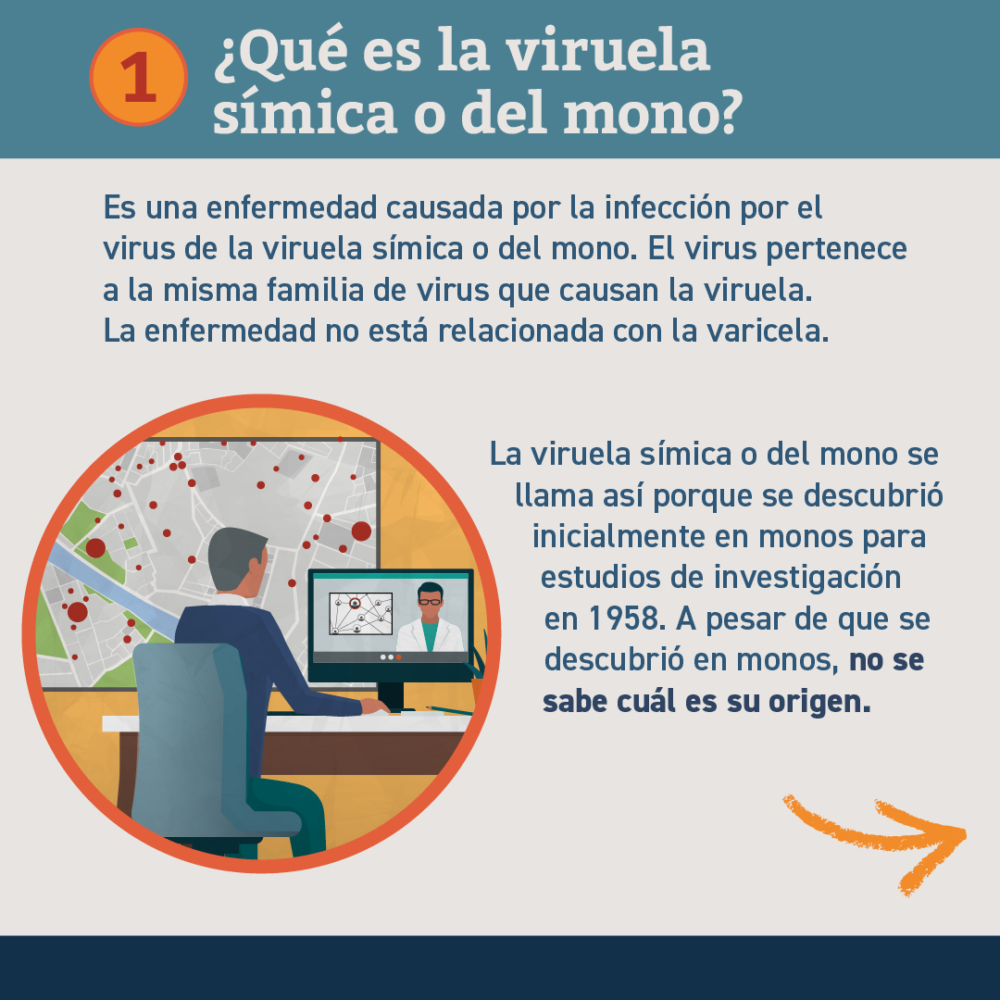 1
¿Qué es la viruela
símica o del mono?
Es una enfermedad causada por la infección por el
virus de la viruela símica o del mono. El virus pertenece
a la misma familia de virus que causan la viruela.
La enfermedad no está relacionada con la varicela.
La viruela símica o del mono se
llama así porque se descubrió
inicialmente en monos para
estudios de investigación
en 1958. A pesar de que se
descubrió en monos, no se
sabe cuál es su origen.